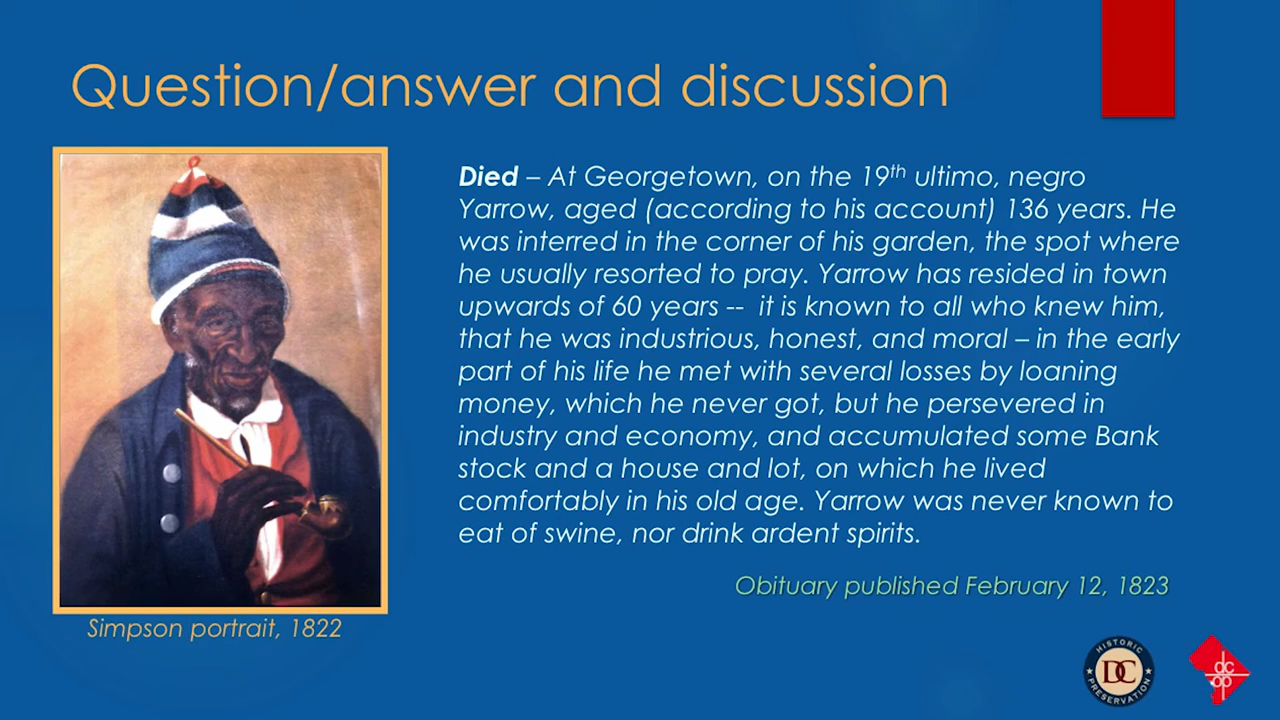 Question/answer and discussion
Died – At Georgetown, on the 19th ultimo, negro
Yarrow, aged (according to his account) 136 years. He
was interred in the corner of his garden, the spot where
he usually resorted to pray. Yarrow has resided in town
upwards of 60 years -- it is known to all who knew him,
that he was industrious, honest, and moral – in the early
part of his life he met with several losses by loaning
money, which he never got, but he persevered in
industry and economy, and accumulated some Bank
stock and a house and lot, on which he lived
comfortably in his old age. Yarrow was never known to
eat of swine, nor drink ardent spirits.
Obituary published February 12, 1823
Simpson portrait, 1822
HISTORIC
DC
PRESERVATION
dc
op